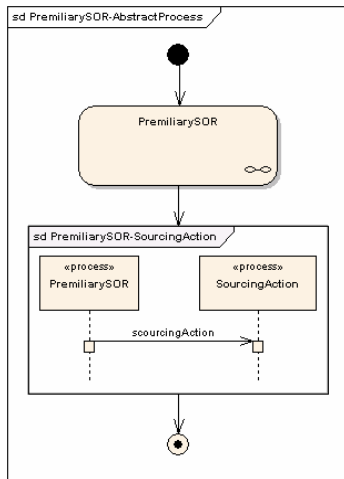 sd PremiliarySOR-AbstractProcess
PremiliarySOR
sd PremiliarySOR-SourcingAction
«process»
PremiliarySOR
«process»
SourcingAction
scourcingAction